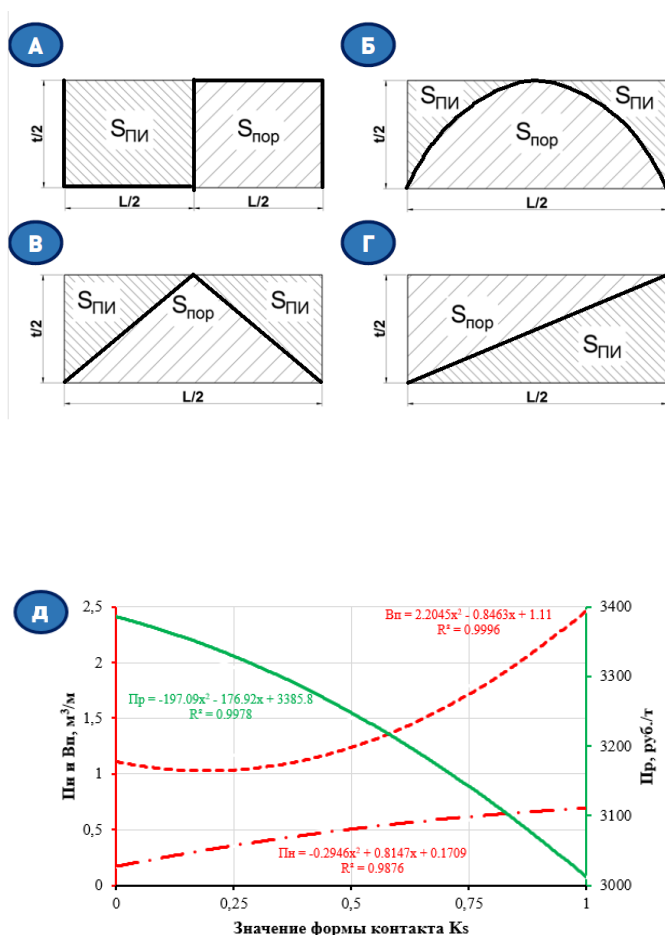 А
Б
t/2
SПИ
Sпор
L/2
L/2
t/2
SПИ
SПИ
Sпор
L/2
В
Г
t/2
SПИ
Sпор
SПИ
L/2
t/2
Sпор
SПИ
L/2
Д
Пн и Вп, м³/м
2,5
2
1,5
1
0,5
0
Вп = 2.2045x² - 0.8463x + 1.11
R² = 0.9996
Пр = -197.09x² - 176.92x + 3385.8
R² = 0.9978
Пн = -0.2946x² + 0.8147x + 0.1709
R² = 0.9876
3400
3300
3200
3100
3000
Пр, руб./т
0 0,25 0,5 0,75 1
Значение формы контакта Ks